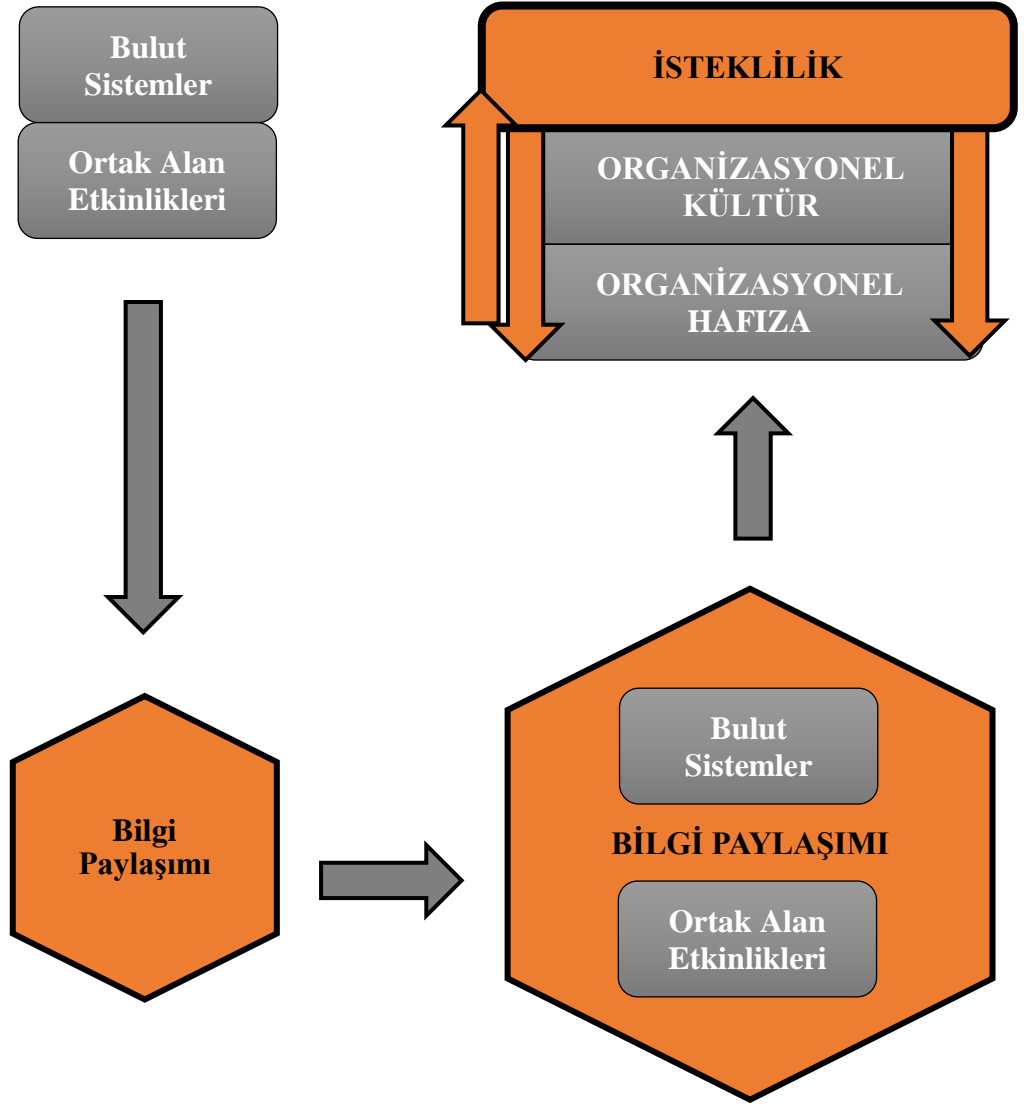 Bulut
Sistemler
Ortak Alan
Etkinlikleri
İSTEKLİLİK
ORGANİZASYONEL
KÜLTÜR
ORGANİZASYONEL
HAFIZA
Bilgi
Paylaşımı
Bulut
Sistemler
BİLGİ PAYLAŞIMI
Ortak Alan
Etkinlikleri